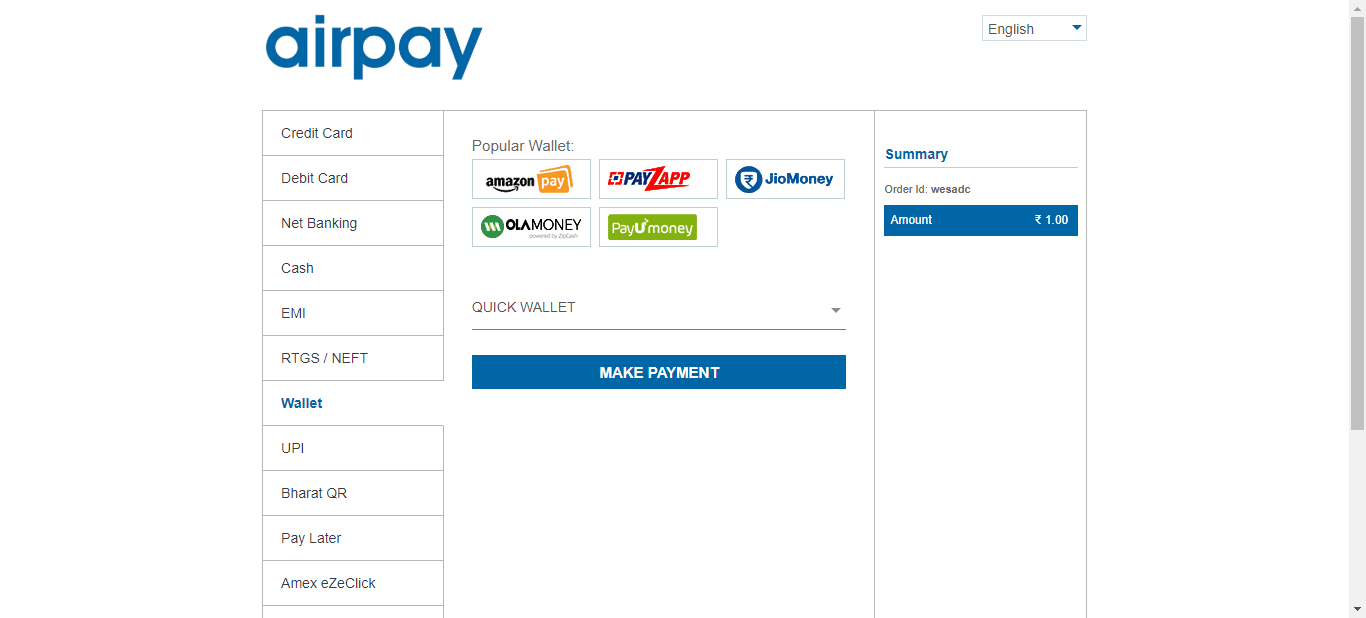 airpay
English
Credit Card
Debit Card
Net Banking
Cash
EMI
RTGS / NEFT
Wallet
UPI
Bharat QR
Pay Later
Amex eZeClick
Popular Wallet:
amazon pay
PAYZAPP
JioMoney
OLAMONEY
powered by ZipCash
PayUmoney
QUICK WALLET
MAKE PAYMENT
Summary
Order Id: wesadc
Amount ₹ 1.00